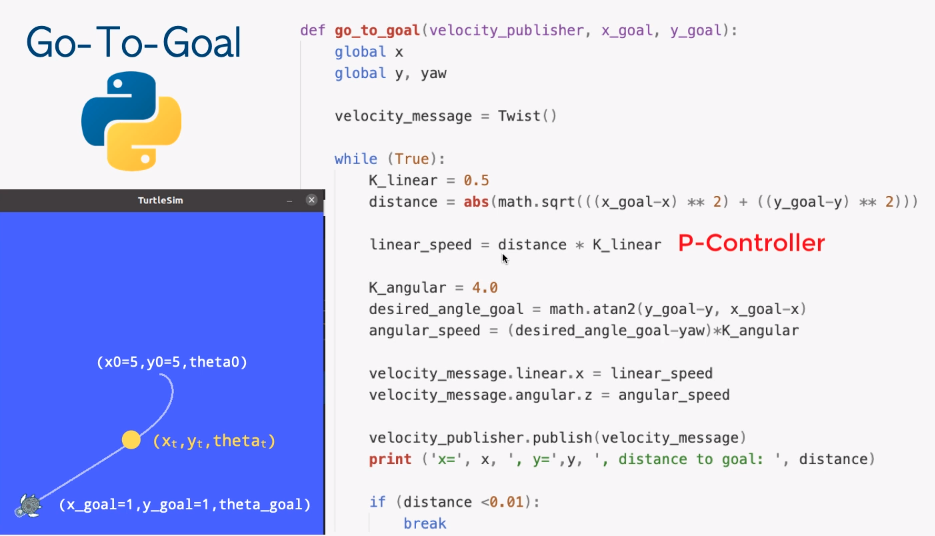 Go-To-Goal
def go_to_goal(velocity_publisher, x_goal, y_goal):
global x
global y, yaw
velocity_message = Twist()
while (True):
K_linear = 0.5
distance = abs(math.sqrt(((x_goal-x) ** 2) + ((y_goal-y) ** 2)))
linear_speed = distance * K_linear P-Controller
K_angular = 4.0
desired_angle_goal = math.atan2(y_goal-y, x_goal-x)
angular_speed = (desired_angle_goal-yaw)*K_angular
velocity_message.linear.x = linear_speed
velocity_message.angular.z = angular_speed
velocity_publisher.publish(velocity_message)
print ('x=', x, ', y=',y, ', distance to goal: ', distance)
if (distance <0.01):
break
TurtleSim
(x0=5,y0=5,theta0)
(xₜ,yₜ,thetaₜ)
(x_goal=1,y_goal=1,theta_goal)